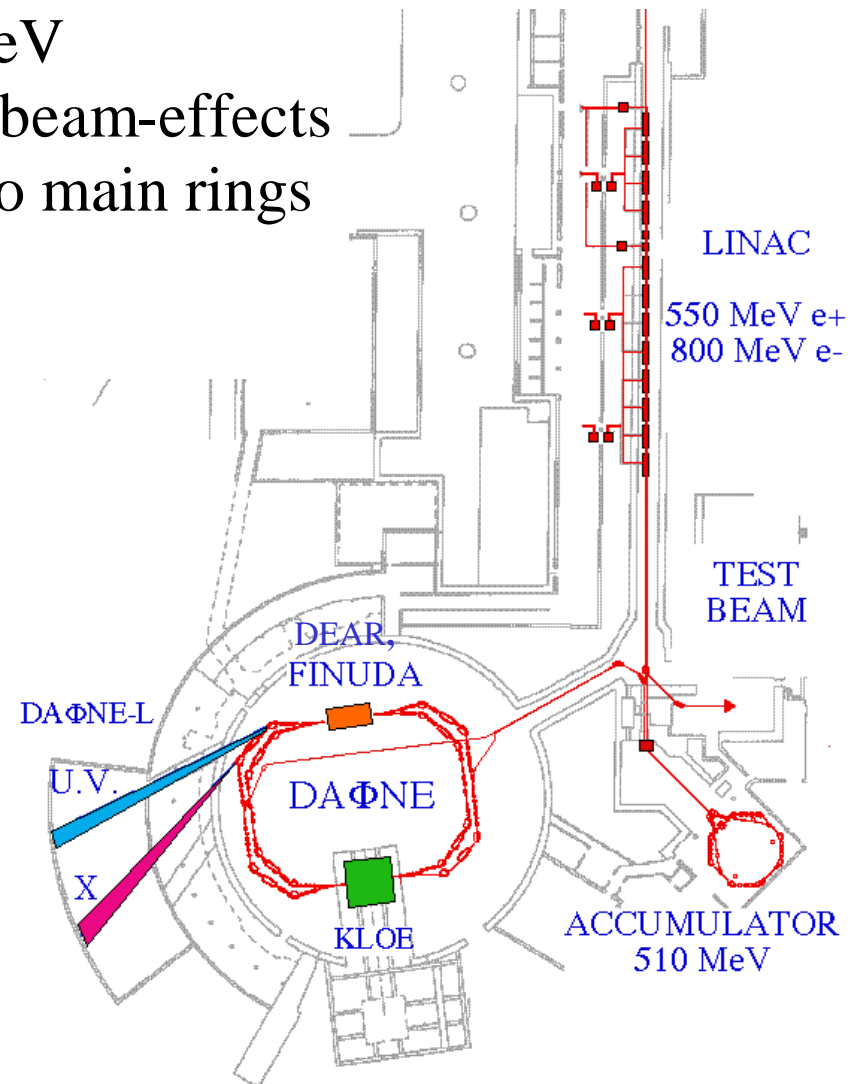 eV
beam-effects
o main rings
LINAC
550 MeV e+
800 MeV e-
TEST
BEAM
DEAR,
FINUDA
DAΦNE-L
U.V.
DAΦNE
X
KLOE
ACCUMULATOR
510 MeV